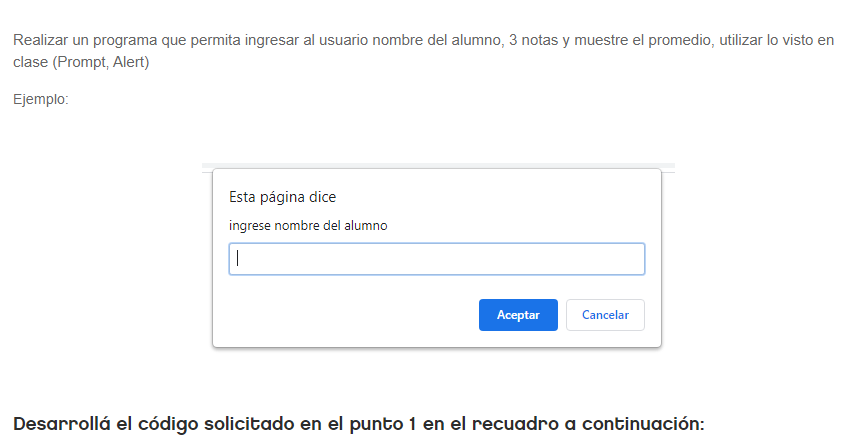 Realizar un programa que permita ingresar al usuario nombre del alumno, 3 notas y muestre el promedio, utilizar lo visto en
clase (Prompt, Alert)
Ejemplo:
Esta página dice
ingrese nombre del alumno
Aceptar
Cancelar
Desarrollá el código solicitado en el punto 1 en el recuadro a continuación: